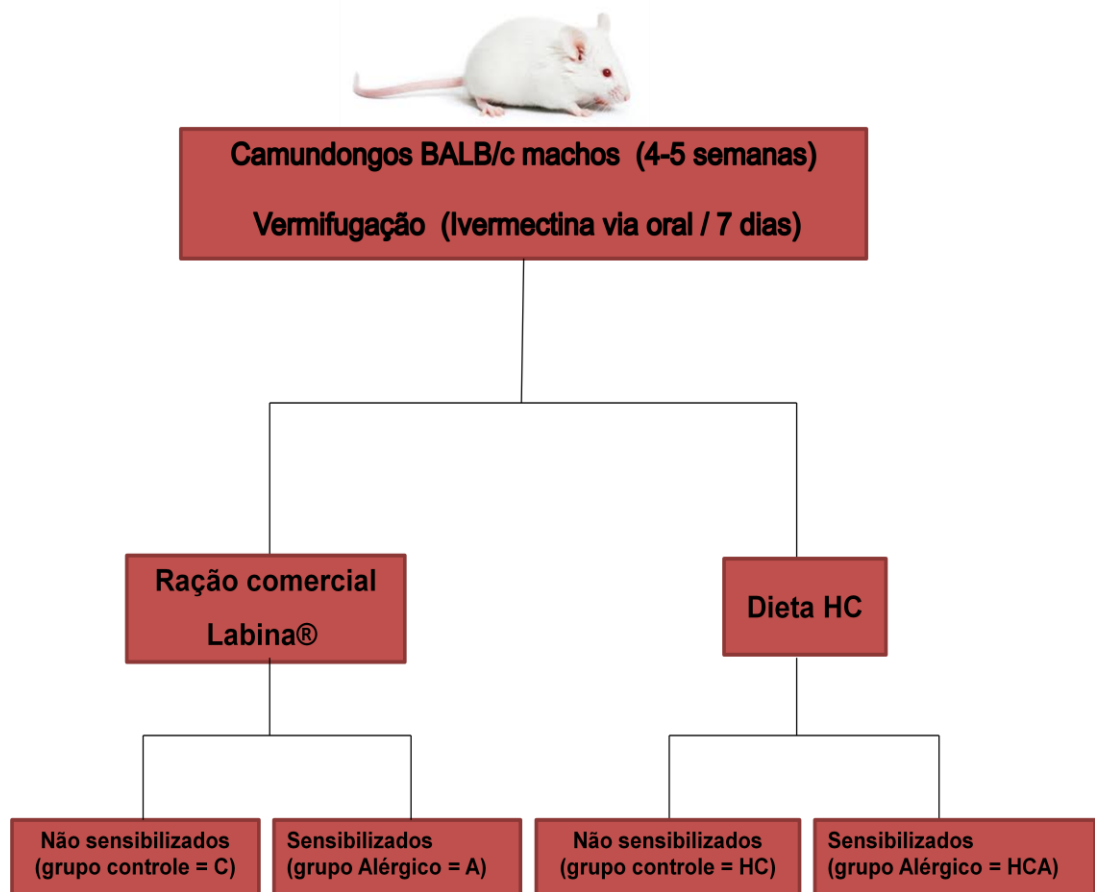 Camundongos BALB/c machos (4-5 semanas)
Vermifugação (Ivermectina via oral / 7 dias)
Ração comercial
Labina®
Dieta HC
Não sensibilizados
(grupo controle = C)
Sensibilizados
(grupo Alérgico = A)
Não sensibilizados
(grupo controle = HC)
Sensibilizados
(grupo Alérgico = HCA)